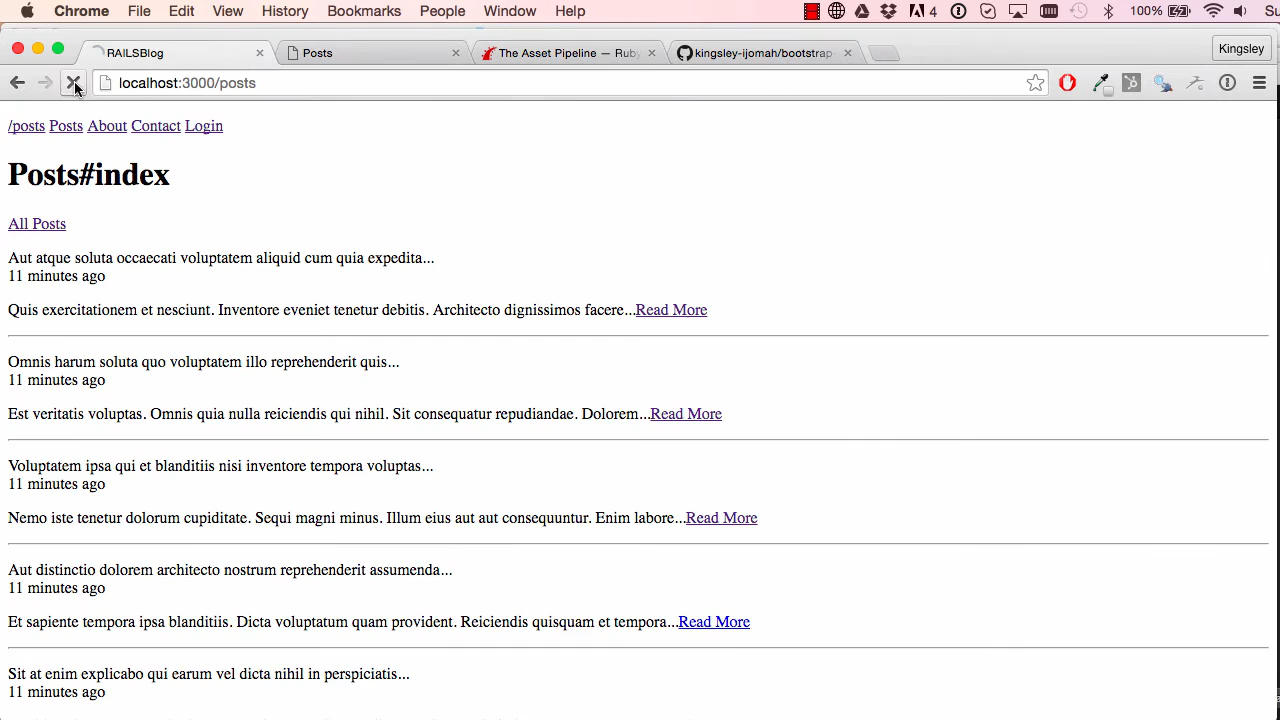 Chrome File Edit View History Bookmarks People Window Help 4 100% Su
RAILSBlog Posts The Asset Pipeline — Ruby kingsley-ijomah/bootstrap- Kingsley
localhost:3000/posts
/posts Posts About Contact Login
Posts#index
All Posts
Aut atque soluta occaecati voluptatem aliquid cum quia expedita...
11 minutes ago
Quis exercitationem et nesciunt. Inventore eveniet tenetur debitis. Architecto dignissimos facere...Read More
Omnis harum soluta quo voluptatem illo reprehenderit quis...
11 minutes ago
Est veritatis voluptas. Omnis quia nulla reiciendis qui nihil. Sit consequatur repudiandae. Dolorem...Read More
Voluptatem ipsa qui et blanditiis nisi inventore tempora voluptas...
11 minutes ago
Nemo iste tenetur dolorum cupiditate. Sequi magni minus. Illum eius aut aut consequuntur. Enim labore...Read More
Aut distinctio dolorem architecto nostrum reprehenderit assumenda...
11 minutes ago
Et sapiente tempora ipsa blanditiis. Dicta voluptatum quam provident. Reiciendis quisquam et tempora...Read More
Sit at enim explicabo qui earum vel dicta nihil in perspiciatis...
11 minutes ago